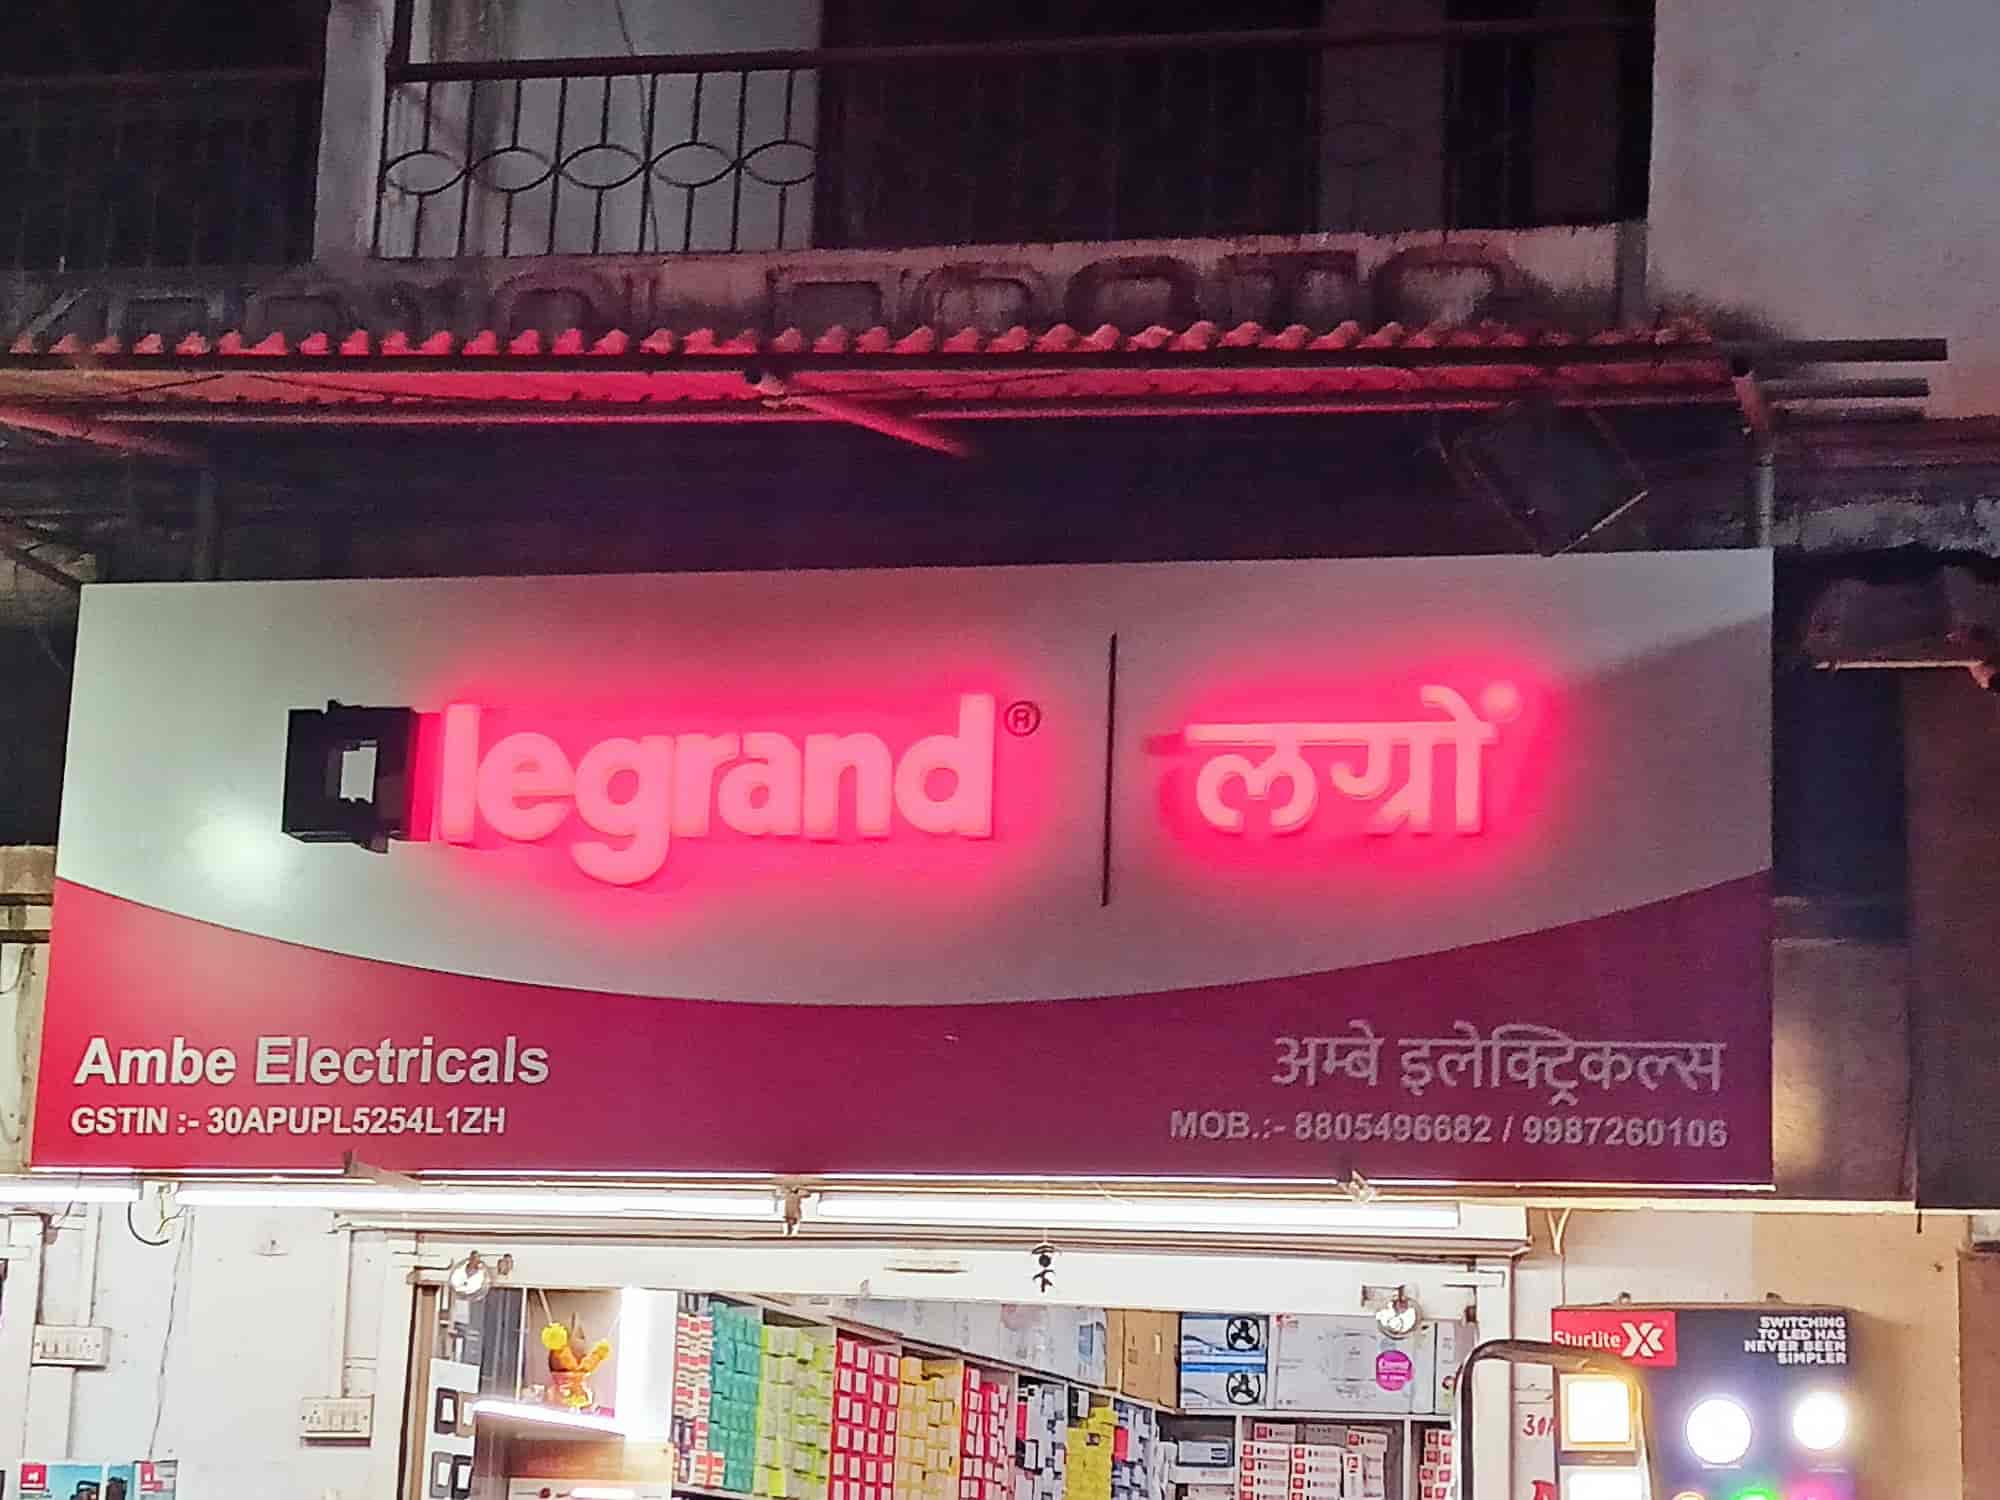 legrand® | लग्रों
Ambe Electricals
GSTIN :- 30APUPL5254L1ZH
अम्बे इलेक्ट्रिकल्स
MOB.:- 8805496682 / 9987260106
Sturlite
SWITCHING
TO LED HAS
NEVER BEEN
SIMPLER